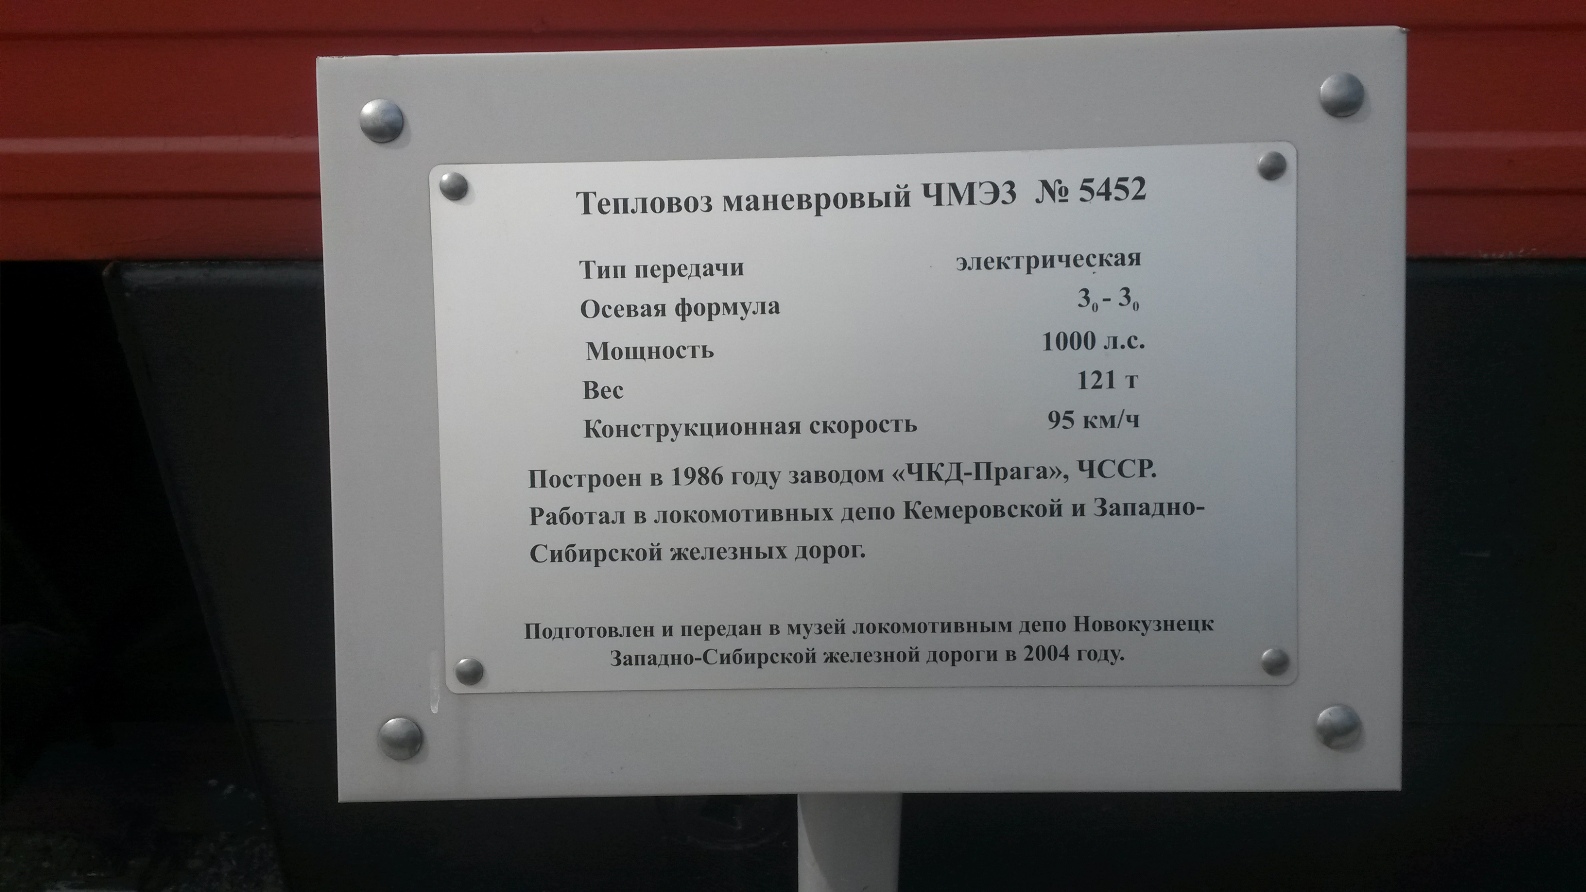 Тепловоз маневровый ЧМЭ3 № 5452
Тип передачи электрическая
Осевая формула 3₀ - 3₀
Мощность 1000 л.с.
Вес 121 т
Конструкционная скорость 95 км/ч
Построен в 1986 году заводом «ЧКД-Прага», ЧССР.
Работал в локомотивных депо Кемеровской и Западно-
Сибирской железных дорог.
Подготовлен и передан в музей локомотивным депо Новокузнецк
Западно-Сибирской железной дороги в 2004 году.